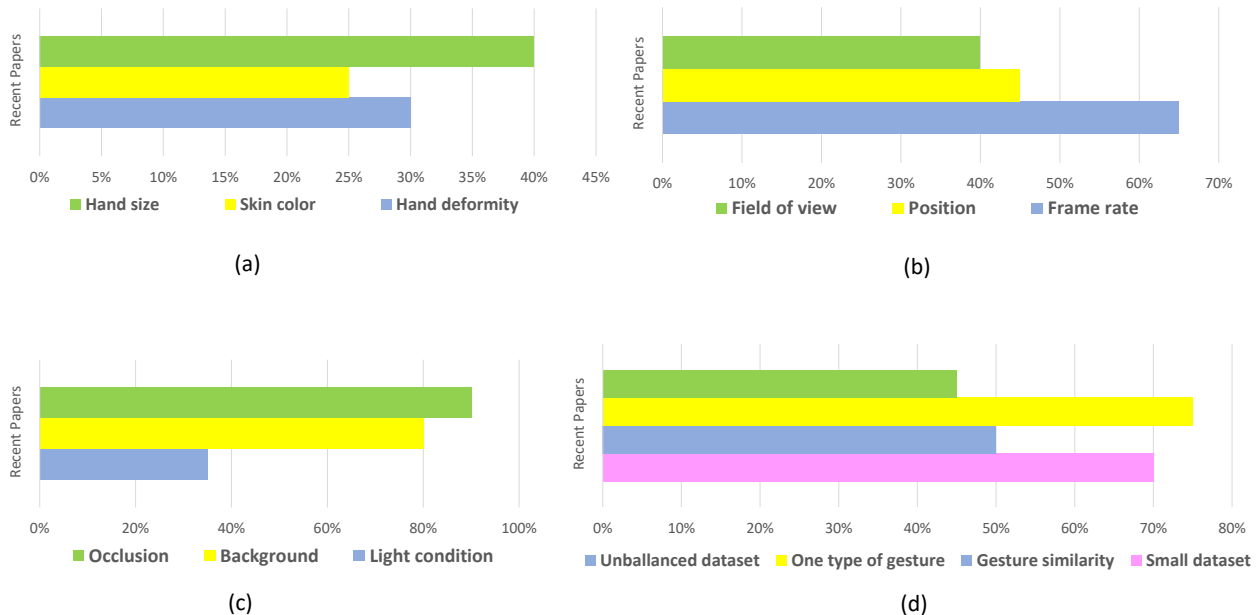 Recent Papers
0% 5% 10% 15% 20% 25% 30% 35% 40% 45%
Hand size Skin color Hand deformity
(a)
Recent Papers
0% 10% 20% 30% 40% 50% 60% 70%
Field of view Position Frame rate
(b)
Recent Papers
0% 20% 40% 60% 80% 100%
Occlusion Background Light condition
(c)
Recent Papers
0% 10% 20% 30% 40% 50% 60% 70% 80%
Unballanced dataset One type of gesture Gesture similarity Small dataset
(d)